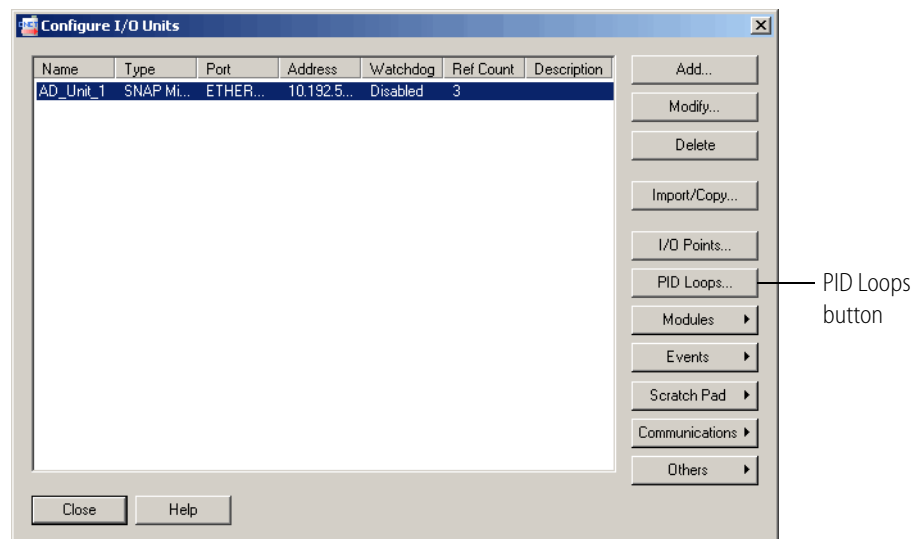 Configure I/O Units
Name Type Port Address Watchdog Ref Count Description
AD_Unit_1 SNAP Mi... ETHER... 10.192.5... Disabled 3
Add...
Modify...
Delete
Import/Copy...
I/O Points...
PID Loops...
Modules
Events
Scratch Pad
Communications
Others
Close Help
PID Loops
button